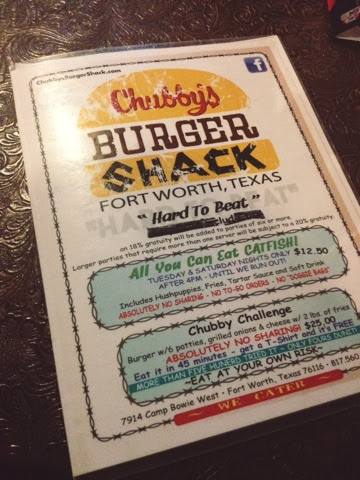 ChubbysBurgerShack.com
f
Chubby's
BURGER
SHACK
FORT WORTH, TEXAS
"Hard To Beat"
an 18% gratuity will be added to parties of six or more.
Larger parties that require more than one server will be subject to a 20% gratuity.
All You Can Eat CATFISH!
TUESDAY & SATURDAY NIGHTS ONLY $12.50
AFTER 4PM - UNTIL WE RUN OUT!
Includes Hushpuppies, Fries, Tartar Sauce and Soft Drink
ABSOLUTELY NO SHARING - NO TO-GO ORDERS - NO "DOGGIE BAGS"
Chubby Challenge
Burger w/6 patties, grilled onions & cheese w/ 2 lbs of fries
ABSOLUTELY NO SHARING! $25.00
Eat it in 45 minutes - get a T-Shirt and it's FREE
MORE THAN FIVE TRIED IT - ONLY
~EAT AT YOUR OWN RISK~
7914 Camp Bowie West • Fort Worth, Texas 76116 • 817.560
WE CATER